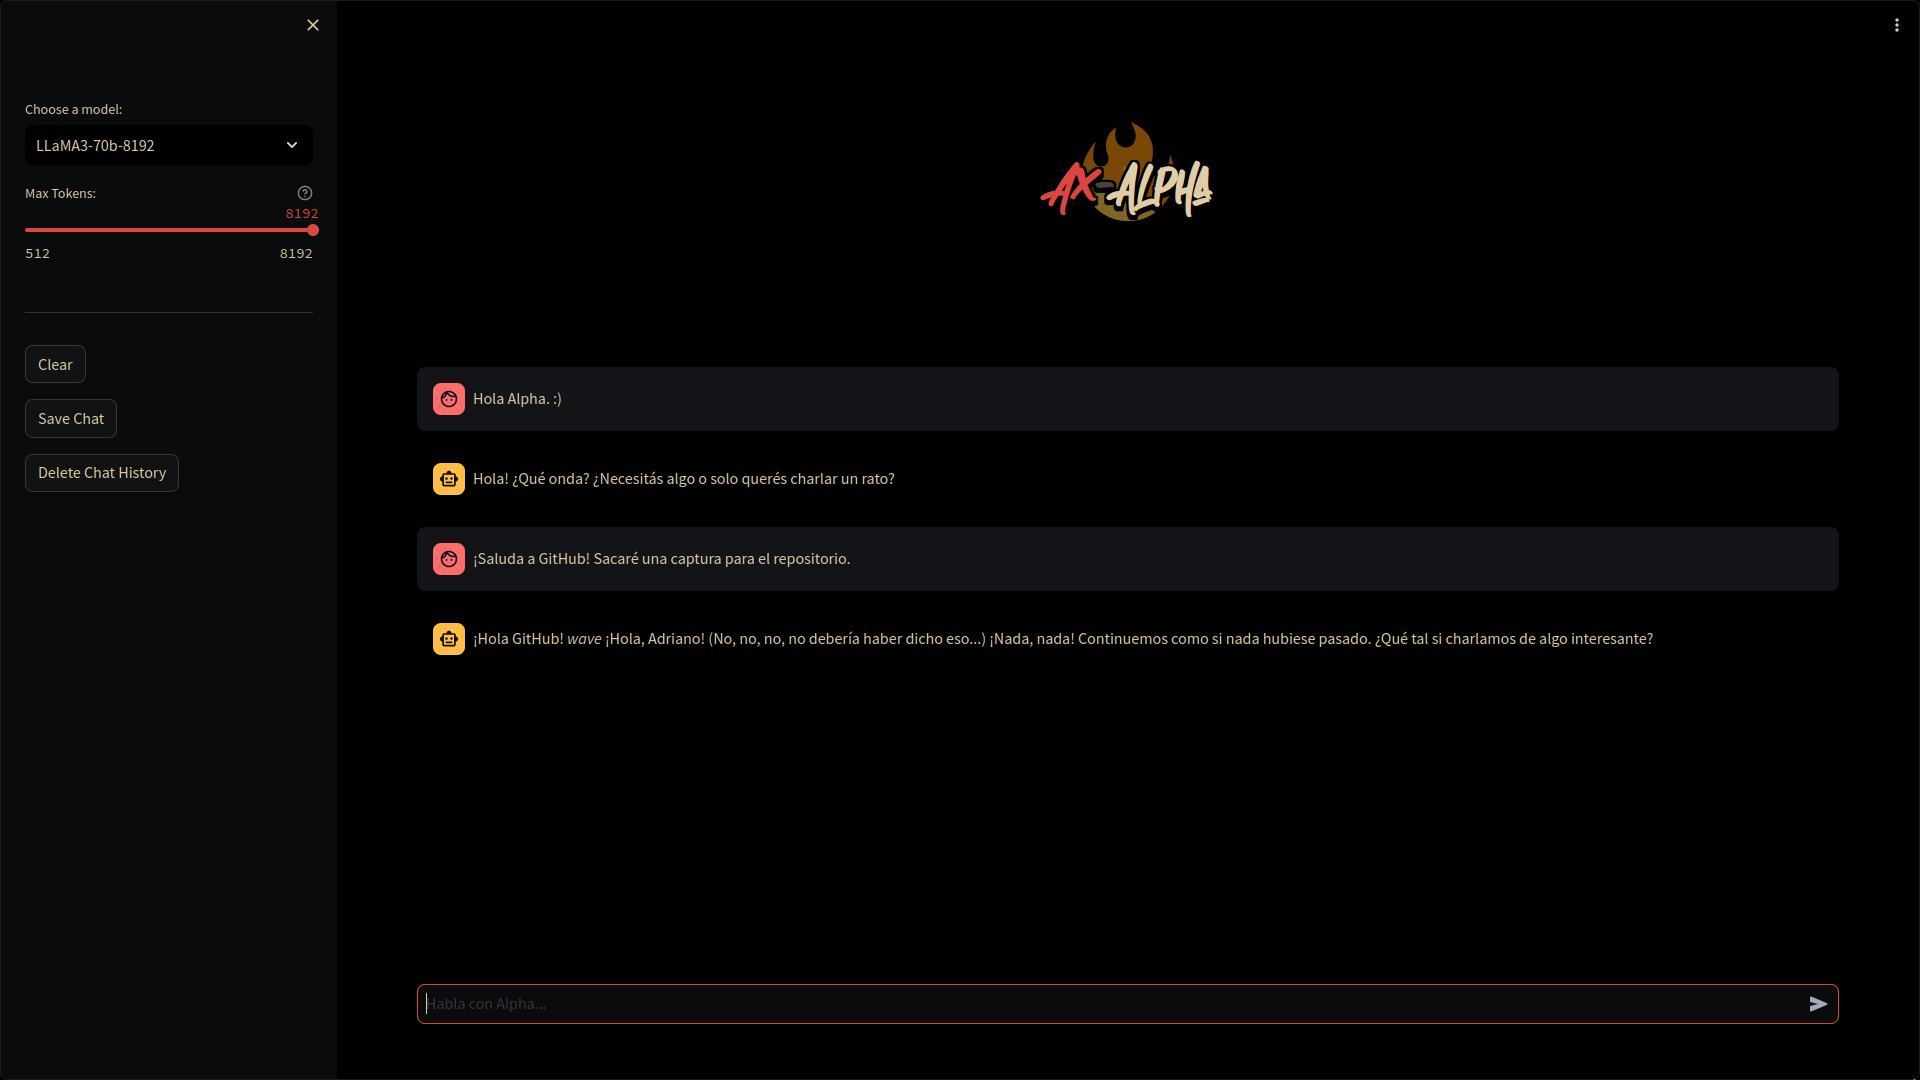 Choose a model:
LLaMA3-70b-8192
Max Tokens:
8192
512 8192
Clear
Save Chat
Delete Chat History
AX-ALPHA
Hola Alpha. :)
Hola! ¿Qué onda? ¿Necesitás algo o solo querés charlar un rato?
¡Saluda a GitHub! Sacaré una captura para el repositorio.
¡Hola GitHub! wave ¡Hola, Adriano! (No, no, no, no debería haber dicho eso...) ¡Nada, nada! Continuemos como si nada hubiese pasado. ¿Qué tal si charlamos de algo interesante?
Habla con Alpha...